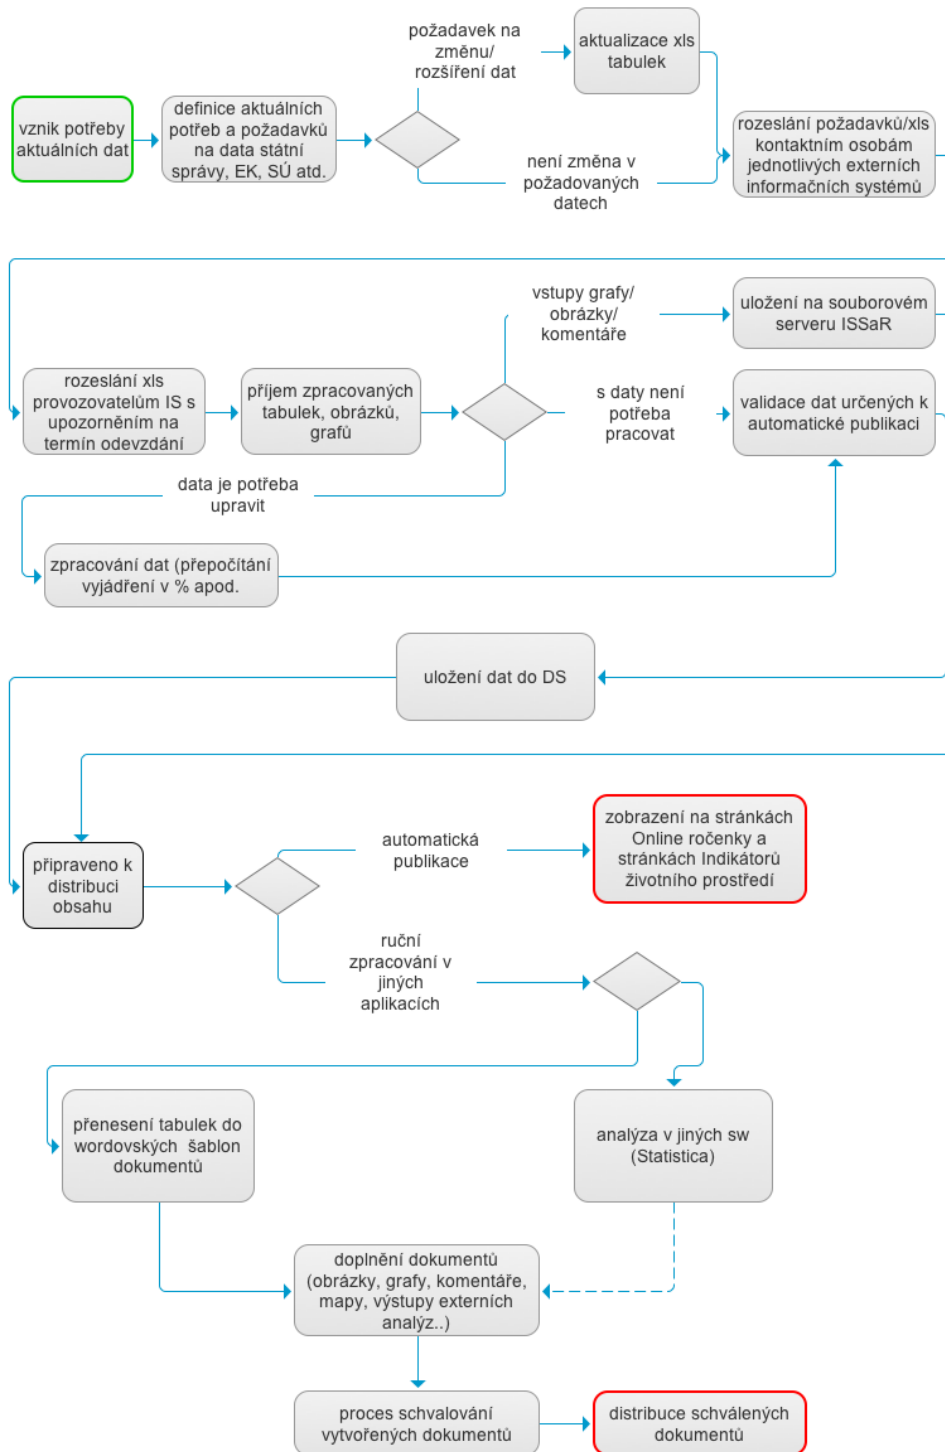 požadavek na
změnu/
rozšíření dat
aktualizace xls
tabulek
vznik potřeby
aktuálních dat
definice aktuálních
potřeb a požadavků
na data státní
správy, EK, SÚ atd.
není změna v
požadovaných
datech
rozeslání požadavků/xls
kontaktním osobám
jednotlivých externích
informačních systémů
vstupy grafy/
obrázky/
komentáře
uložení na souborovém
serveru ISSaR
rozeslání xls
provozovatelům IS s
upozorněním na
termín odevzdání
příjem zpracovaných
tabulek, obrázků,
grafů
s daty není
potřeba
pracovat
validace dat určených k
automatické publikaci
data je potřeba
upravit
zpracování dat (přepočítání
vyjádření v % apod.
uložení dat do DS
připraveno k
distribuci
obsahu
automatická
publikace
zobrazení na stránkách
Online ročenky a
stránkách Indikátorů
životního prostředí
ruční
zpracování v
jiných
aplikacích
přenesení tabulek do
wordovských šablon
dokumentů
analýza v jiných sw
(Statistica)
doplnění dokumentů
(obrázky, grafy, komentáře,
mapy, výstupy externích
analýz..)
proces schvalování
vytvořených dokumentů
distribuce schválených
dokumentů